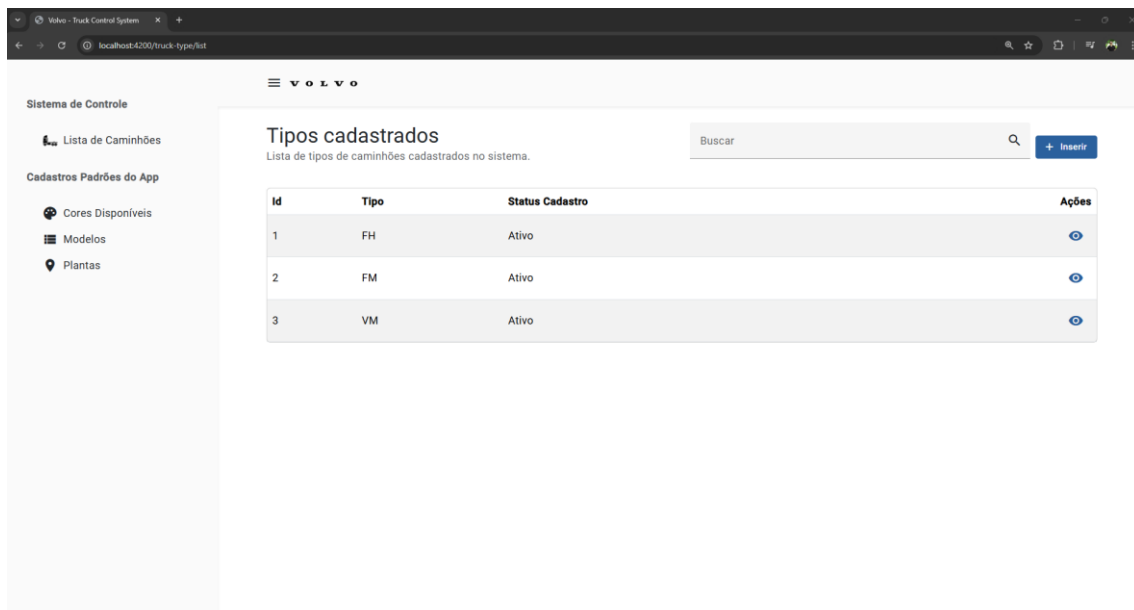 Volvo - Truck Control System
localhost:4200/truck-type/list
VOLVO
Sistema de Controle
Lista de Caminhões
Cadastros Padrões do App
Cores Disponíveis
Modelos
Plantas
Tipos cadastrados
Lista de tipos de caminhões cadastrados no sistema.
Buscar
+ Inserir
Id Tipo Status Cadastro Ações
1 FH Ativo
2 FM Ativo
3 VM Ativo